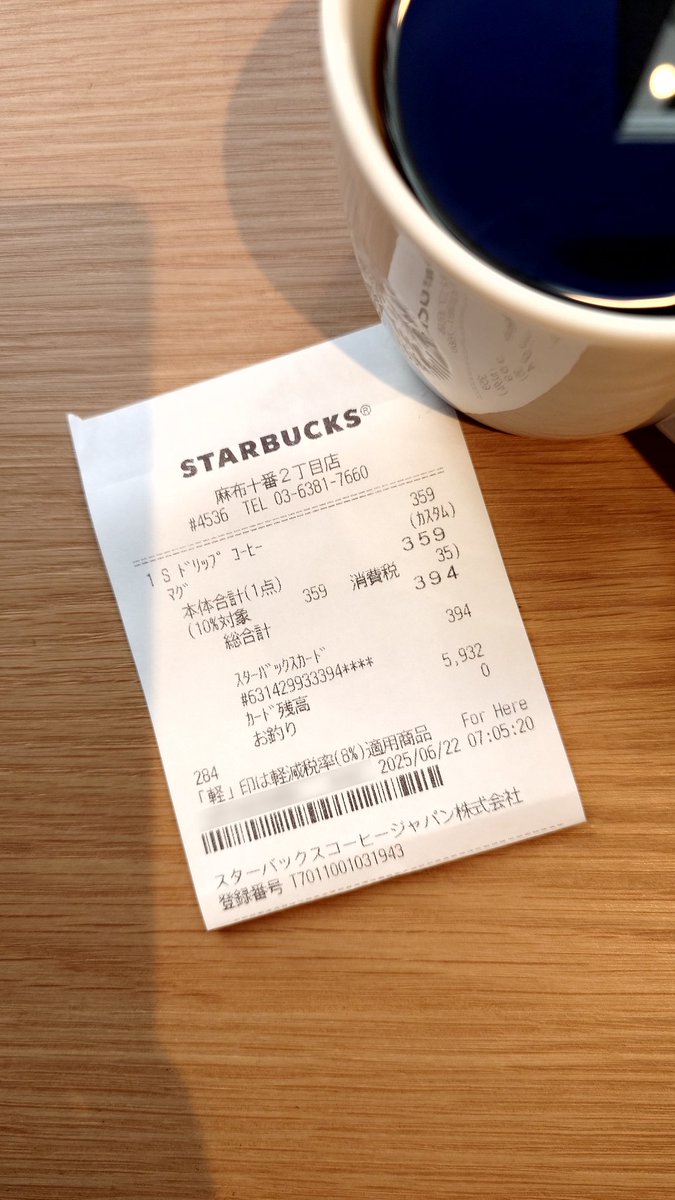 STARBUCKS®
麻布十番２丁目店
#4536 TEL 03-6381-7660
1 S ﾄﾞﾘｯﾌﾟ ｺｰﾋｰ 359
ﾏｸﾞ (ｶｽﾀﾑ)
本体合計(1点) 359
(10%対象 359 消費税 35)
総合計 394
ｽﾀｰﾊﾞｯｸｽｶｰﾄﾞ 394
#631429933394****
ｶｰﾄﾞ残高 5,932
お釣り 0
284 For Here
「軽」印は軽減税率(8%)適用商品
2025/06/22 07:05:20
スターバックスコーヒージャパン株式会社
登録番号 T7011001031943